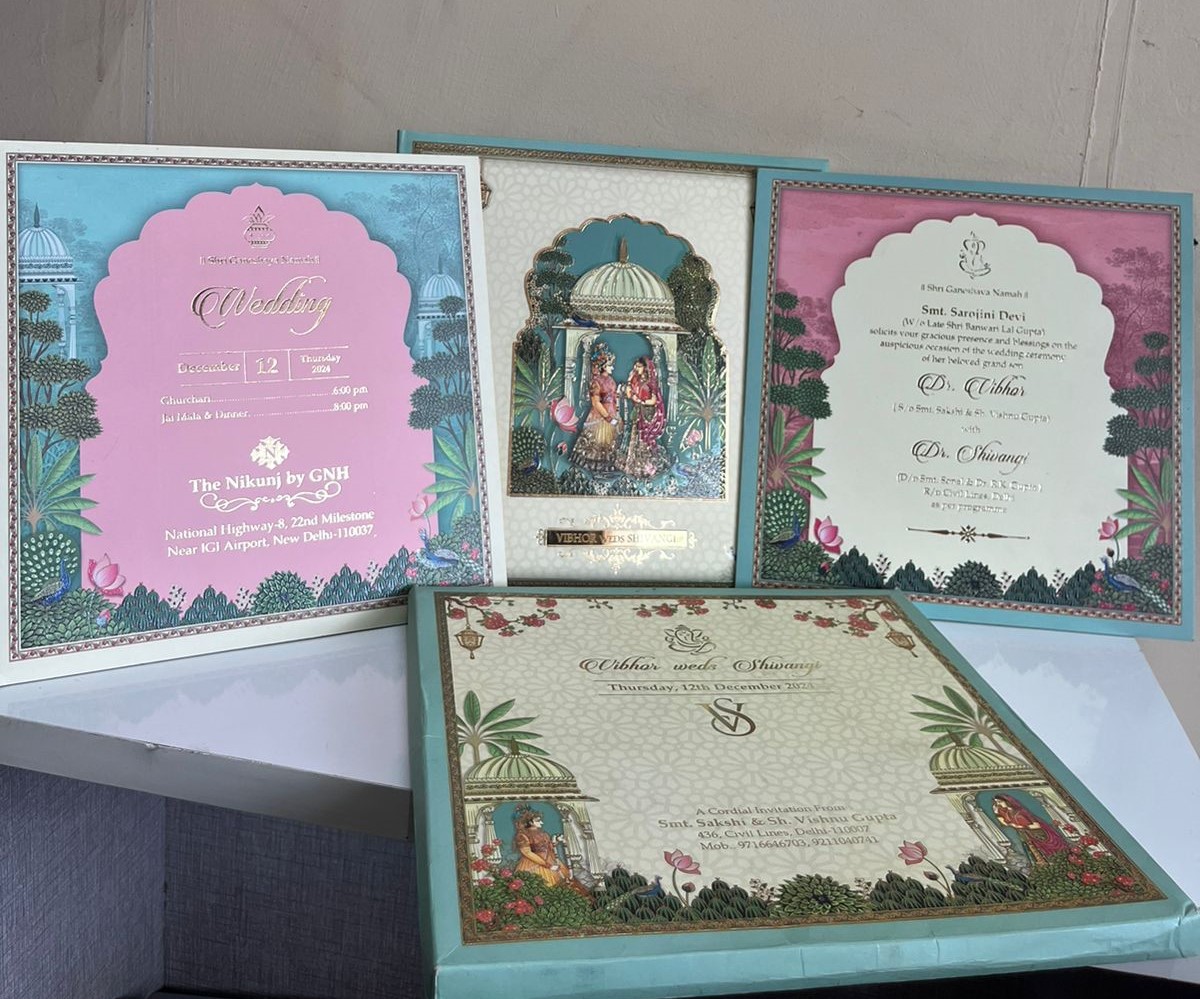 ॥ Shri Ganeshaya Namah ॥
Wedding
December 12 Thursday
2024
Ghurchari..............................6:00 pm
Jai Mala & Dinner......................8:00 pm
N
The Nikunj by GNH
National Highway-8, 22nd Milestone
Near IGI Airport, New Delhi-110037
VIBHOR WEDS SHIVANGI
॥ Shri Ganeshaya Namah ॥
Smt. Sarojini Devi
(W/o Late Shri Banwari Lal Gupta)
solicits your gracious presence and blessings on the
auspicious occasion of the wedding ceremony
of her beloved grand son
Dr. Vibhor
(S/o Smt. Sakshi & Sh. Vishnu Gupta)
with
Dr. Shivangi
(D/o Smt. & Dr. Gupta)
R/o Civil Lines, Delhi
as per programme
Vibhor weds Shivangi
Thursday, 12th December 2024
VS
A Cordial Invitation From
Smt. Sakshi & Sh. Vishnu Gupta
436, Civil Lines, Delhi-110007
Mob.. 9716646703, 9211040741